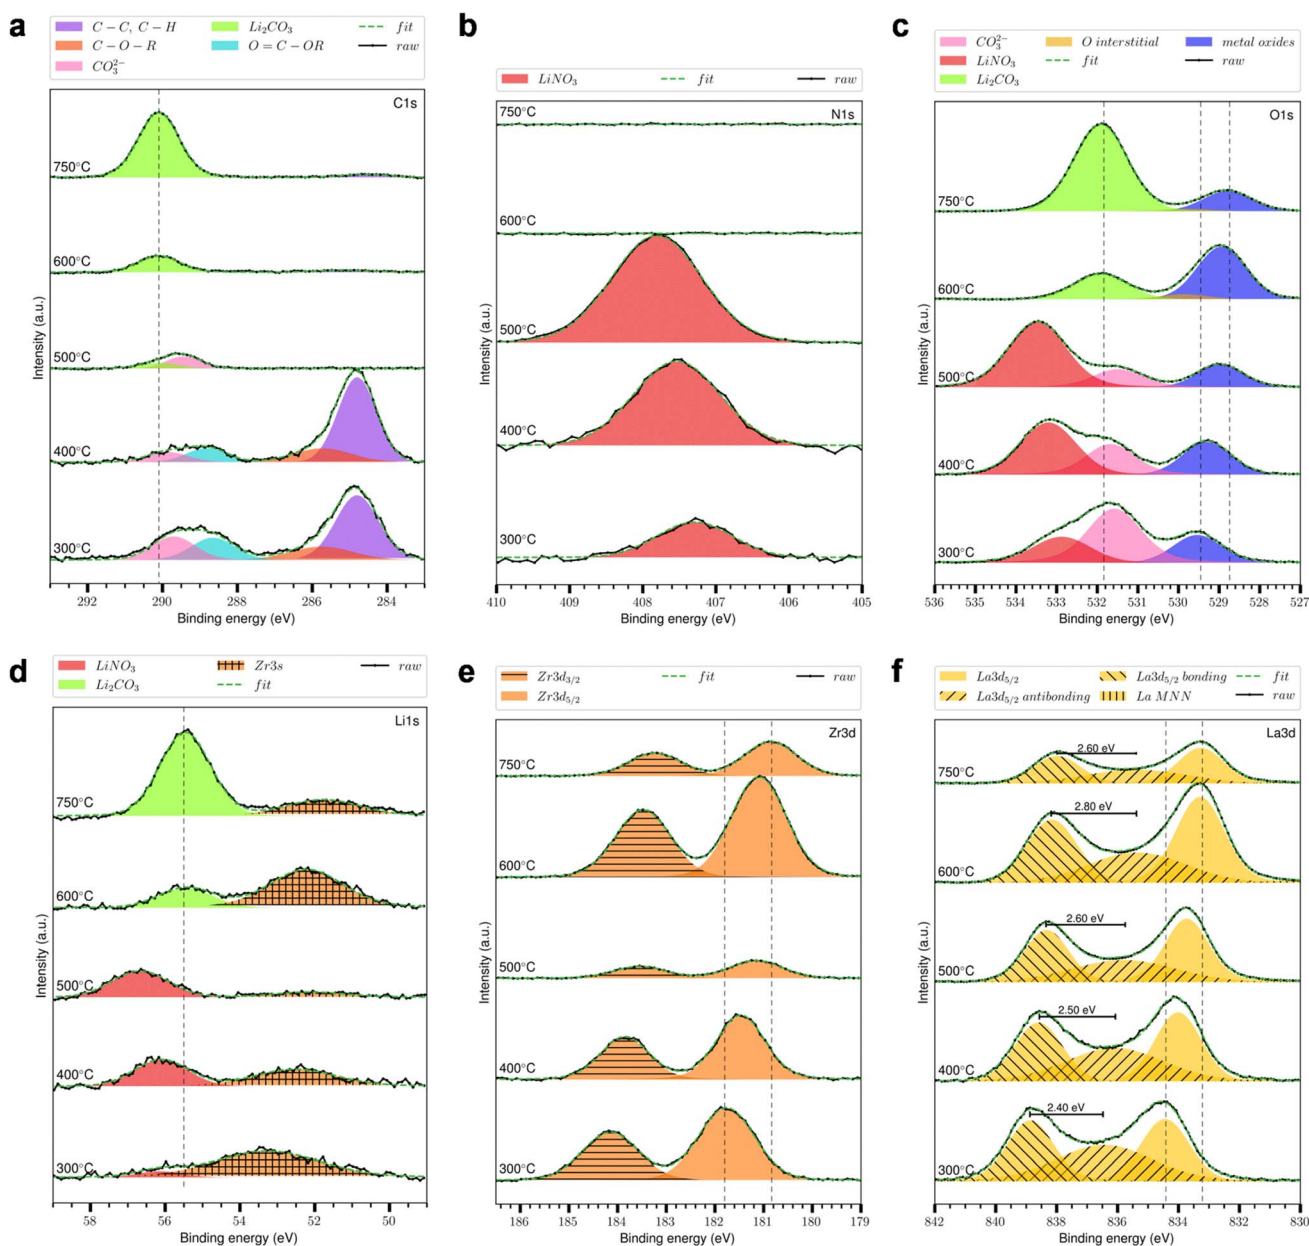 a
C − C, C − H
Li₂CO₃
fit
C − O − R
O = C − OR
raw
CO₃²⁻
C1s
750°C
600°C
500°C
400°C
300°C
Intensity (a.u.)
292 290 288 286 284
Binding energy (eV)
b
LiNO₃
fit
raw
N1s
750°C
600°C
500°C
400°C
300°C
410 409 408 407 406 405
Binding energy (eV)
c
CO₃²⁻
O interstitial
metal oxides
LiNO₃
fit
raw
Li₂CO₃
O1s
750°C
600°C
500°C
400°C
300°C
Intensity (a.u.)
536 535 534 533 532 531 530 529 528 527
Binding energy (eV)
d
LiNO₃
Zr3s
raw
Li₂CO₃
fit
Li1s
750°C
600°C
500°C
400°C
300°C
Intensity (a.u.)
58 56 54 52 50
Binding energy (eV)
e
Zr3d₃/₂
fit
raw
Zr3d₅/₂
Zr3d
750°C
600°C
500°C
400°C
300°C
Intensity (a.u.)
186 185 184 183 182 181 180 179
Binding energy (eV)
f
La3d₅/₂
La3d₅/₂ bonding
fit
La3d₅/₂ antibonding
La MNN
raw
La3d
2.60 eV
750°C
2.80 eV
600°C
2.60 eV
500°C
2.50 eV
400°C
2.40 eV
300°C
Intensity (a.u.)
842 840 838 836 834 832 830
Binding energy (eV)